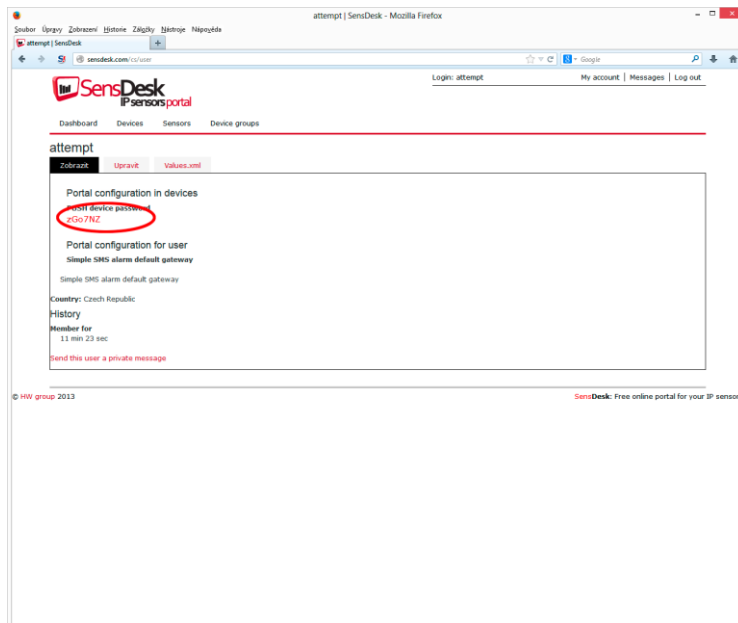 attempt | SensDesk - Mozilla Firefox
Soubor Úpravy Zobrazení Historie Záložky Nástroje Nápověda
attempt | SensDesk
sensdesk.com/cs/user
Google
Login: attempt
My account | Messages | Log out
SensDesk
IP sensors portal
Dashboard Devices Sensors Device groups
attempt
Zobrazit Upravit Values.xml
Portal configuration in devices
PUSH device password
zGo7NZ
Portal configuration for user
Simple SMS alarm default gateway
Simple SMS alarm default gateway
Country: Czech Republic
History
Member for
11 min 23 sec
Send this user a private message
© HW group 2013
SensDesk: Free online portal for your IP sensor